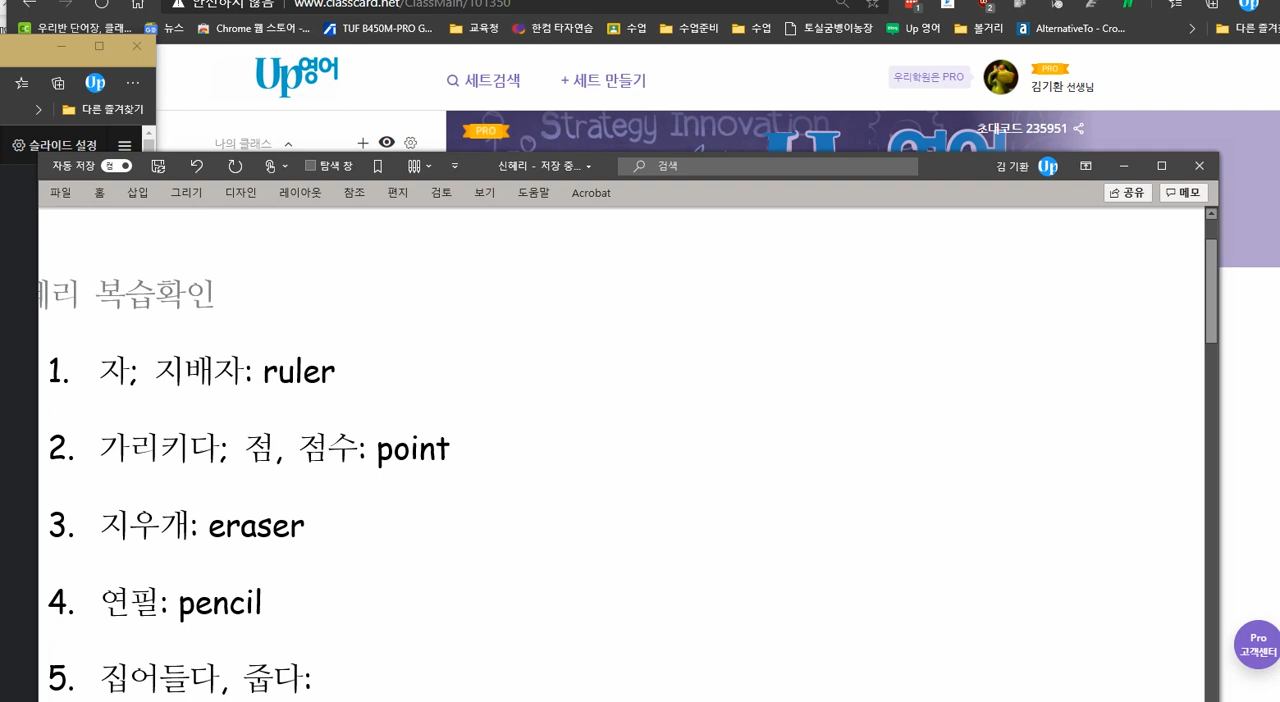 안전하지 않음 www.classcard.net/ClassMain/101350
우리반 단어장, 클래... 뉴스 Chrome 웹 스토어 -... TUF B450M-PRO G... 교육청 한컴 타자연습 수업 수업준비 수업 토실굼벵이농장 Up 영어 볼거리 AlternativeTo - Cro... 다른 즐겨찾
다른 즐겨찾기
슬라이드 설정
Up영어 세트검색 + 세트 만들기 우리학원은 PRO PRO
김기환 선생님
나의 클래스
PRO Strategy Innovation 초대코드 235951
자동 저장 탐색 창 신혜리 - 저장 중... 검색 김 기환 Up
파일 홈 삽입 그리기 디자인 레이아웃 참조 편지 검토 보기 도움말 Acrobat 공유 메모
혜리 복습확인
1. 자; 지배자: ruler
2. 가리키다; 점, 점수: point
3. 지우개: eraser
4. 연필: pencil
5. 집어들다, 줍다:
Pro
고객센터